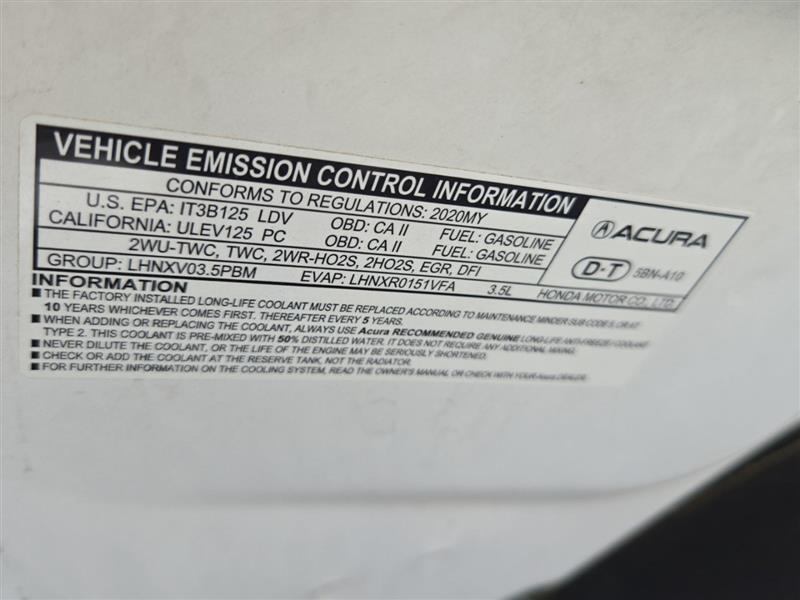 VEHICLE EMISSION CONTROL INFORMATION
CONFORMS TO REGULATIONS: 2020MY
U.S. EPA: IT3B125 LDV OBD: CA II FUEL: GASOLINE
CALIFORNIA: ULEV125 PC OBD: CA II FUEL: GASOLINE
2WU-TWC, TWC, 2WR-HO2S, 2HO2S, EGR, DFI
GROUP: LHNXV03.5PBM EVAP: LHNXR0151VFA 3.5L
ACURA
D-T 5BN-A10
HONDA MOTOR CO., LTD.
INFORMATION
THE FACTORY INSTALLED LONG-LIFE COOLANT MUST BE REPLACED ACCORDING TO MAINTENANCE MINDER SUB CODE 5, OR AT
10 YEARS WHICHEVER COMES FIRST. THEREAFTER EVERY 5 YEARS.
WHEN ADDING OR REPLACING THE COOLANT, ALWAYS USE Acura RECOMMENDED GENUINE LONG-LIFE ANTI-FREEZE/COOLANT
TYPE 2. THIS COOLANT IS PRE-MIXED WITH 50% DISTILLED WATER. IT DOES NOT REQUIRE ANY ADDITIONAL MIXING.
NEVER DILUTE THE COOLANT, OR THE LIFE OF THE ENGINE MAY BE SERIOUSLY SHORTENED.
CHECK OR ADD THE COOLANT AT THE RESERVE TANK, NOT THE RADIATOR.
FOR FURTHER INFORMATION ON THE COOLING SYSTEM, READ THE OWNER'S MANUAL OR CHECK WITH YOUR Acura DEALER.